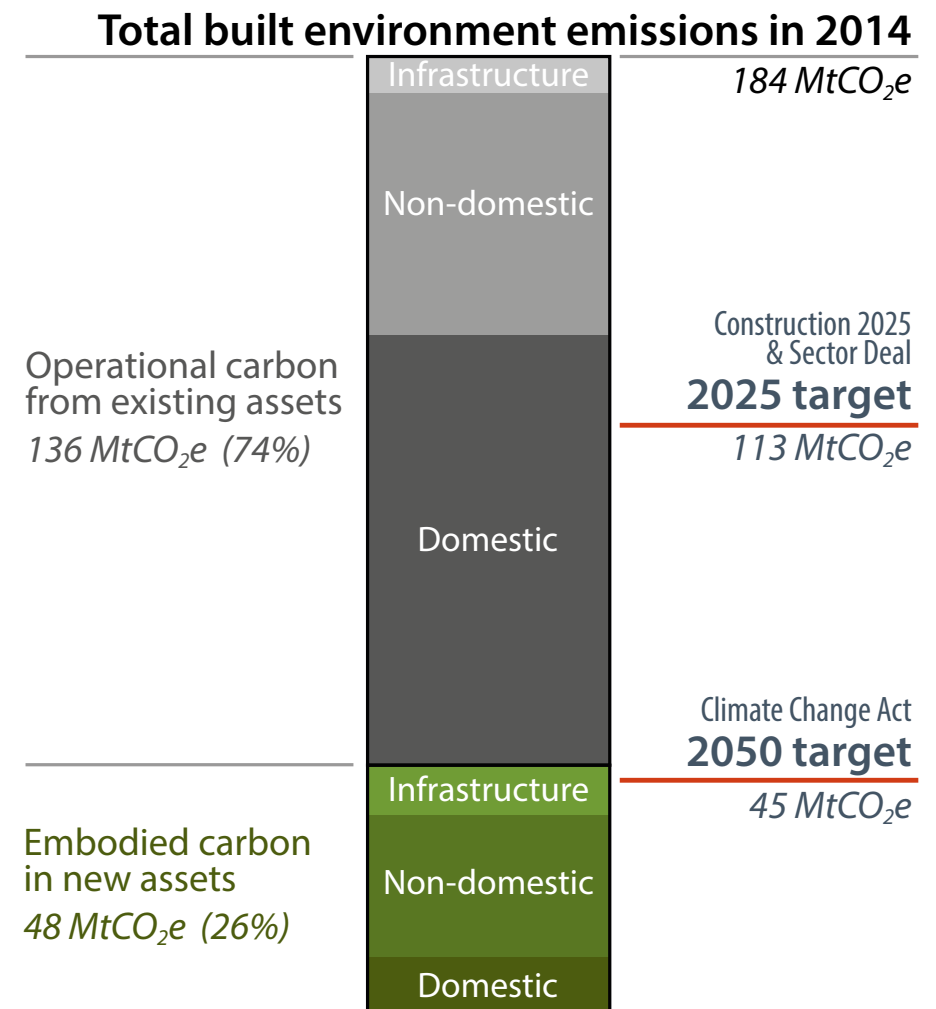 Total built environment emissions in 2014
184 MtCO₂e
Infrastructure
Non-domestic
Domestic
Operational carbon
from existing assets
136 MtCO₂e (74%)
Construction 2025
& Sector Deal
2025 target
113 MtCO₂e
Climate Change Act
2050 target
45 MtCO₂e
Infrastructure
Non-domestic
Domestic
Embodied carbon
in new assets
48 MtCO₂e (26%)